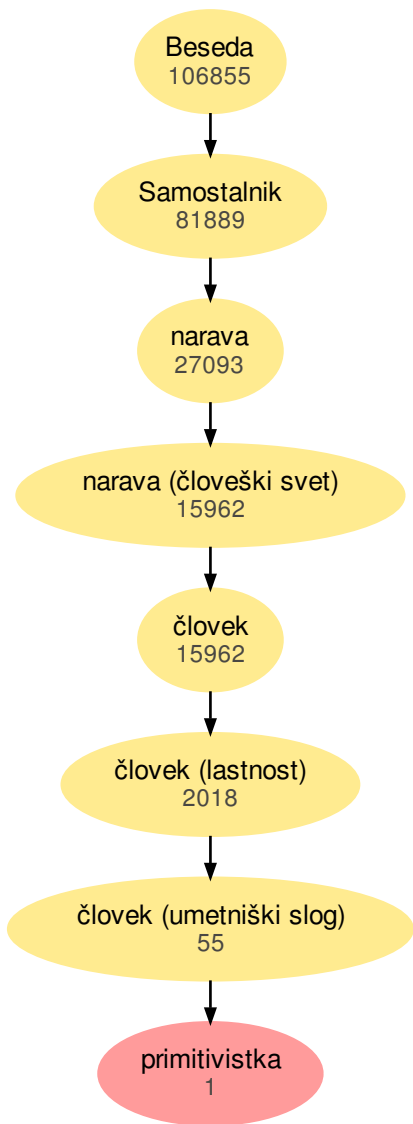 Beseda
106855
Samostalnik
81889
narava
27093
narava (človeški svet)
15962
človek
15962
človek (lastnost)
2018
človek (umetniški slog)
55
primitivistka
1